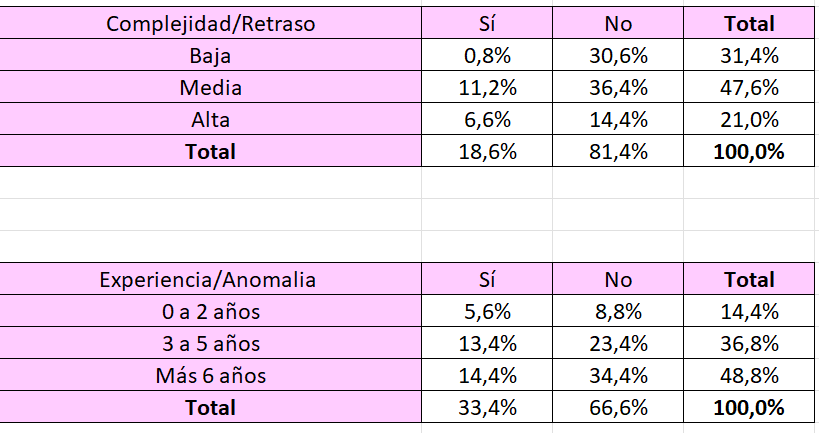 Complejidad/Retraso Sí No Total
Baja 0,8% 30,6% 31,4%
Media 11,2% 36,4% 47,6%
Alta 6,6% 14,4% 21,0%
Total 18,6% 81,4% 100,0%
Experiencia/Anomalia Sí No Total
0 a 2 años 5,6% 8,8% 14,4%
3 a 5 años 13,4% 23,4% 36,8%
Más 6 años 14,4% 34,4% 48,8%
Total 33,4% 66,6% 100,0%